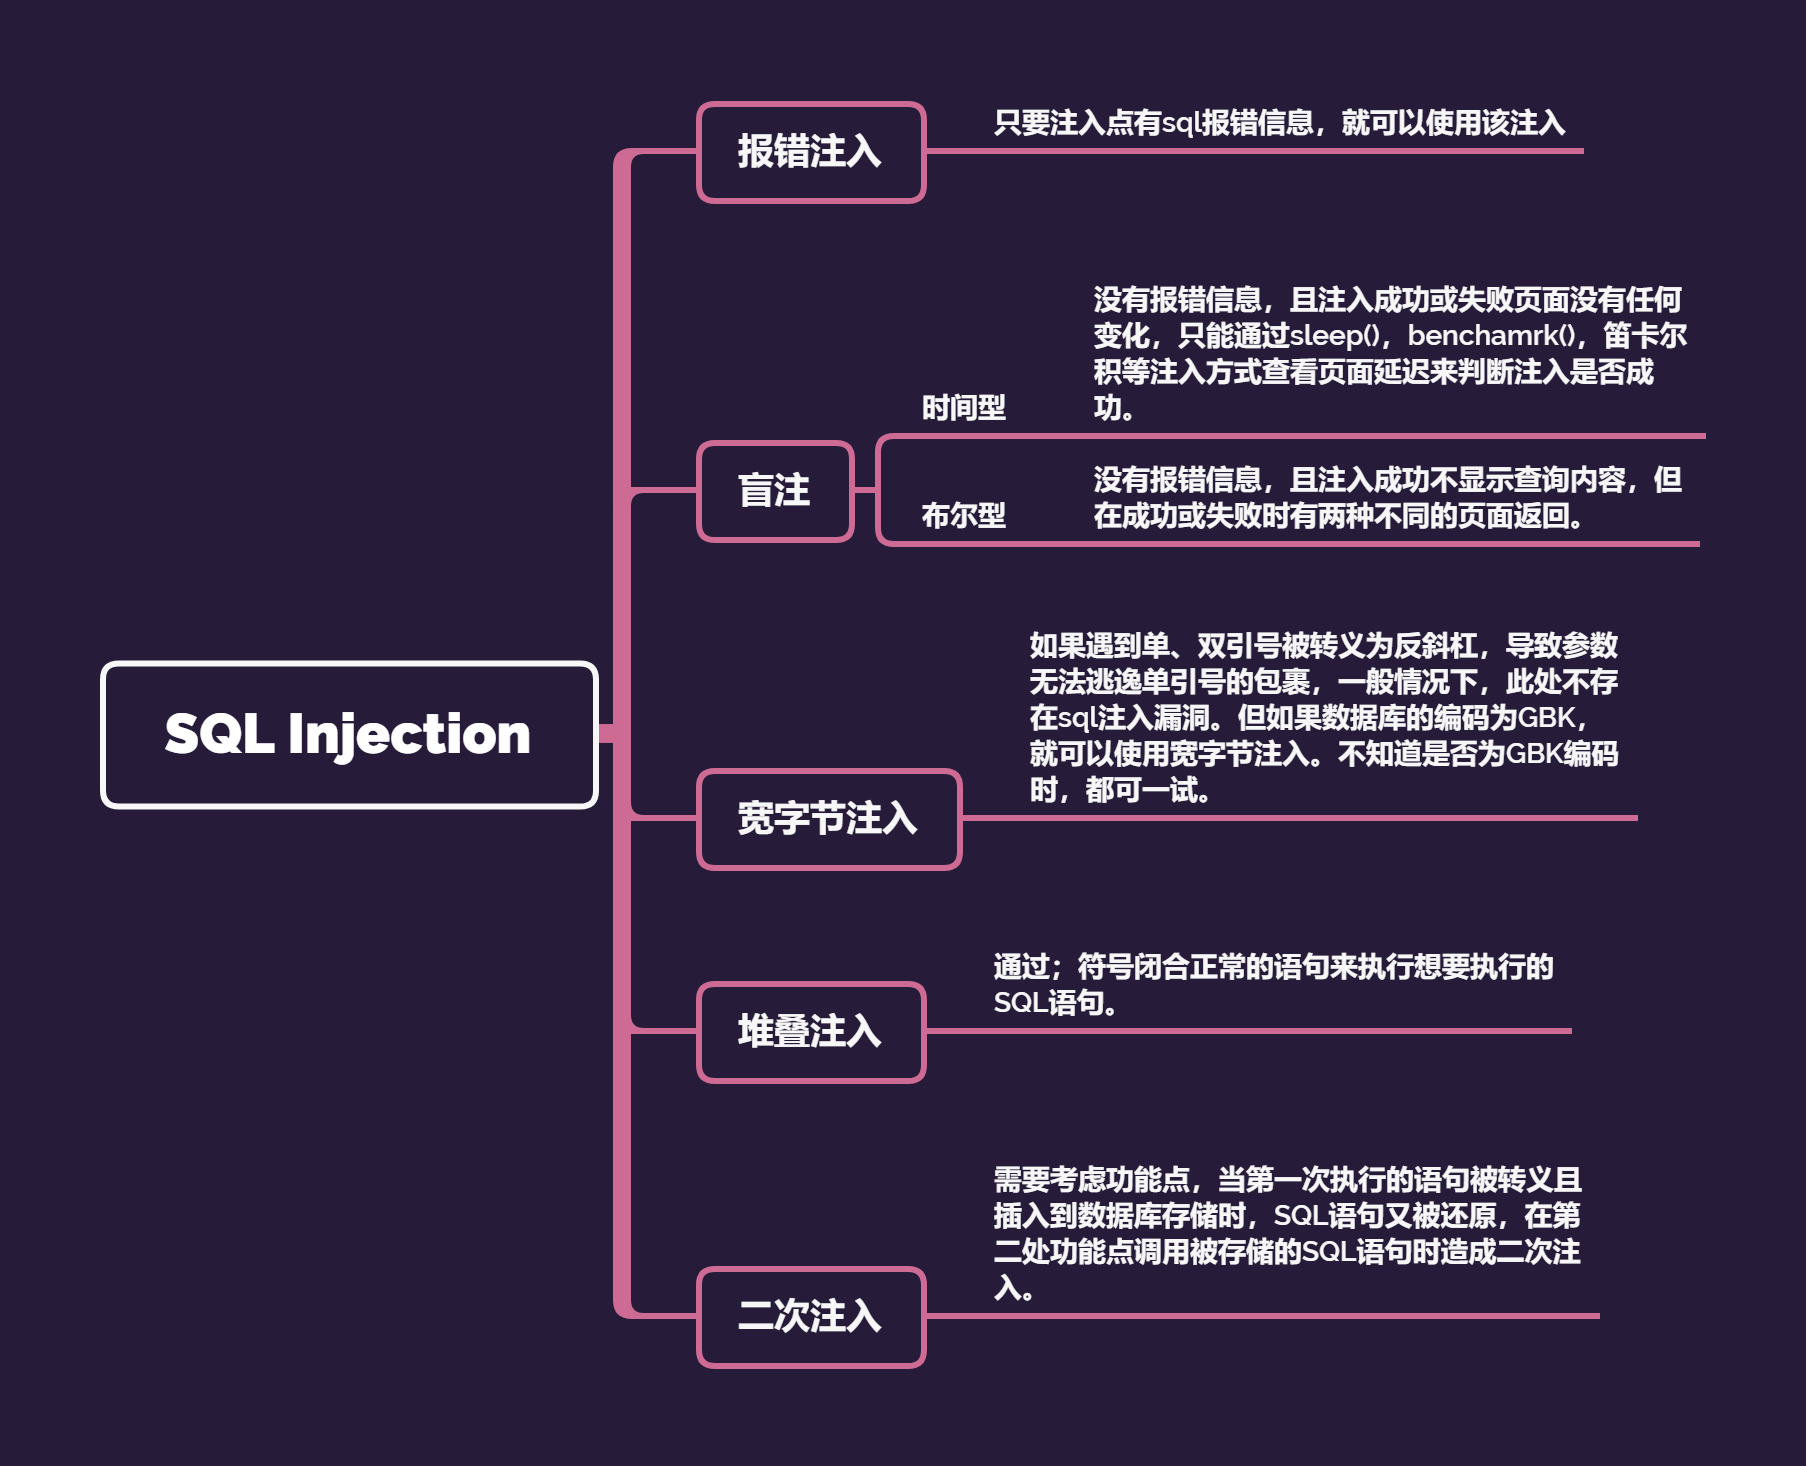 SQL Injection
报错注入
只要注入点有sql报错信息，就可以使用该注入
盲注
时间型
没有报错信息，且注入成功或失败页面没有任何
变化，只能通过sleep()，benchamrk()，笛卡尔
积等注入方式查看页面延迟来判断注入是否成
功。
布尔型
没有报错信息，且注入成功不显示查询内容，但
在成功或失败时有两种不同的页面返回。
宽字节注入
如果遇到单、双引号被转义为反斜杠，导致参数
无法逃逸单引号的包裹，一般情况下，此处不存
在sql注入漏洞。但如果数据库的编码为GBK，
就可以使用宽字节注入。不知道是否为GBK编码
时，都可一试。
堆叠注入
通过；符号闭合正常的语句来执行想要执行的
SQL语句。
二次注入
需要考虑功能点，当第一次执行的语句被转义且
插入到数据库存储时，SQL语句又被还原，在第
二处功能点调用被存储的SQL语句时造成二次注
入。